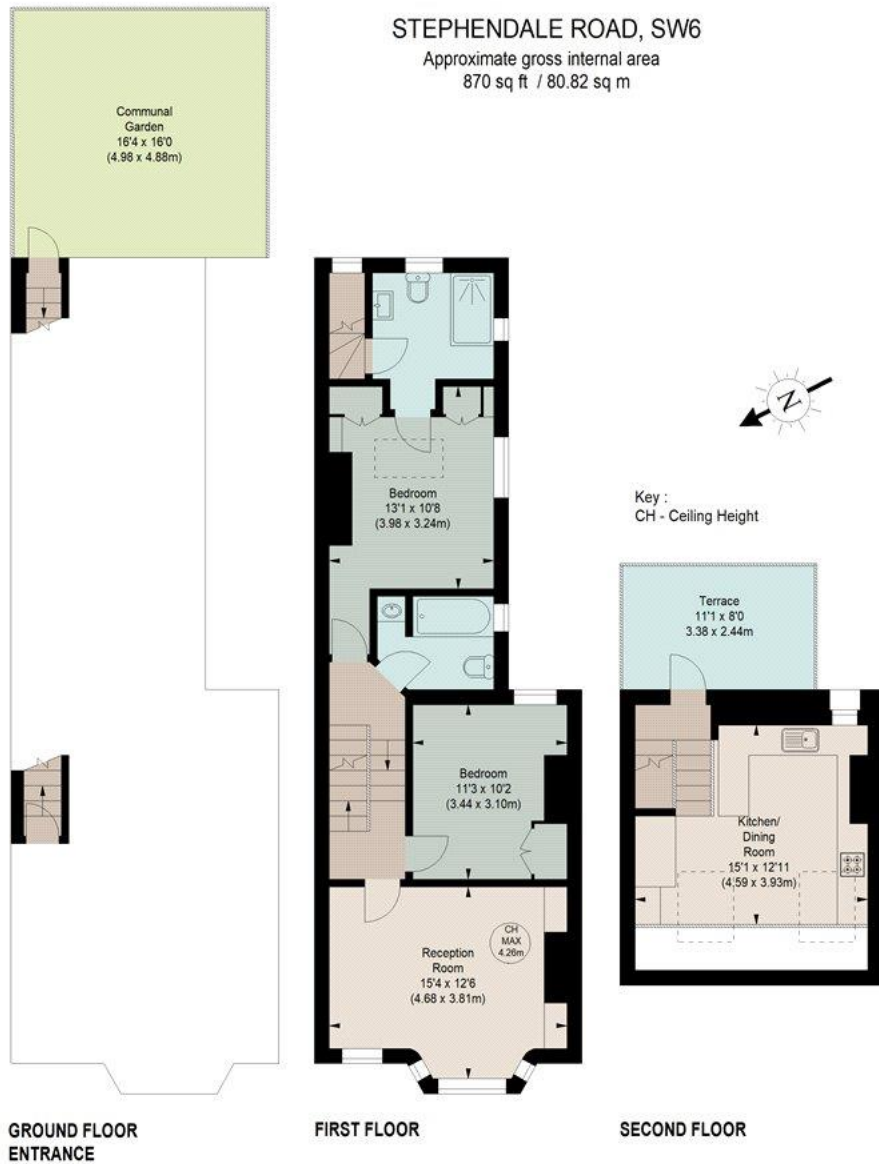 STEPHENDALE ROAD, SW6
Approximate gross internal area
870 sq ft / 80.82 sq m
Communal
Garden
16'4 x 16'0
(4.98 x 4.88m)
N
Key :
CH - Ceiling Height
Bedroom
13'1 x 10'8
(3.98 x 3.24m)
Terrace
11'1 x 8'0
3.38 x 2.44m
Bedroom
11'3 x 10'2
(3.44 x 3.10m)
Kitchen/
Dining
Room
15'1 x 12'11
(4.59 x 3.93m)
CH
MAX
4.26m
Reception
Room
15'4 x 12'6
(4.68 x 3.81m)
GROUND FLOOR
ENTRANCE
FIRST FLOOR
SECOND FLOOR